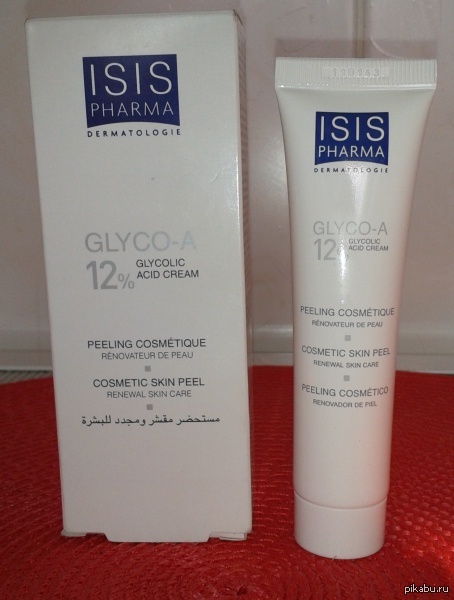 ISIS
PHARMA
DERMATOLOGIE
GLYCO-A
12% GLYCOLIC
ACID CREAM
PEELING COSMÉTIQUE
RÉNOVATEUR DE PEAU
COSMETIC SKIN PEEL
RENEWAL SKIN CARE
مستحضر مقشر ومجدد للبشرة
ISIS
PHARMA
DERMATOLOGIE
GLYCO-A
12% GLYCOLIC
ACID CREAM
PEELING COSMÉTIQUE
RÉNOVATEUR DE PEAU
COSMETIC SKIN PEEL
RENEWAL SKIN CARE
PEELING COSMÉTICO
RENOVADOR DE PIEL
pikabu.ru